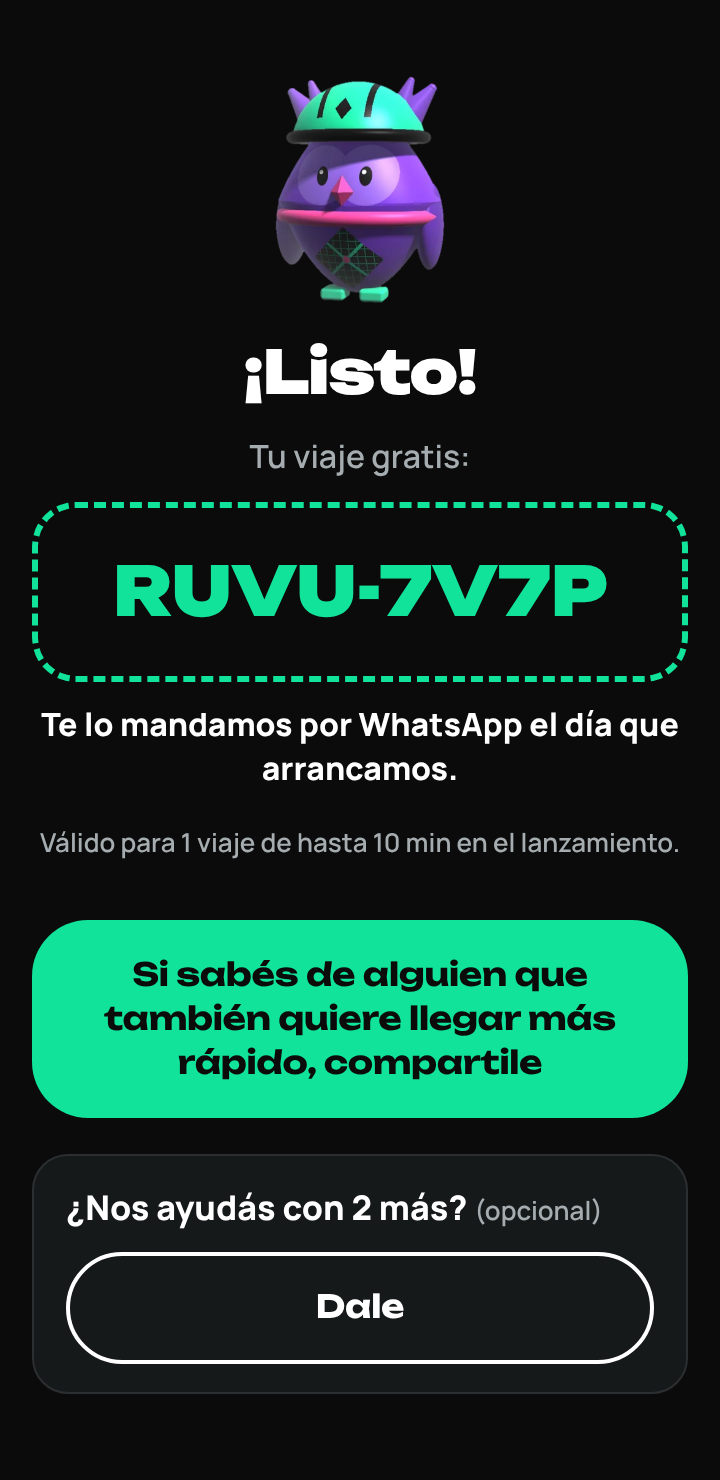 ¡Listo!
Tu viaje gratis:
RUVU-7V7P
Te lo mandamos por WhatsApp el día que
arrancamos.
Válido para 1 viaje de hasta 10 min en el lanzamiento.
Si sabés de alguien que
también quiere llegar más
rápido, compartile
¿Nos ayudás con 2 más? (opcional)
Dale